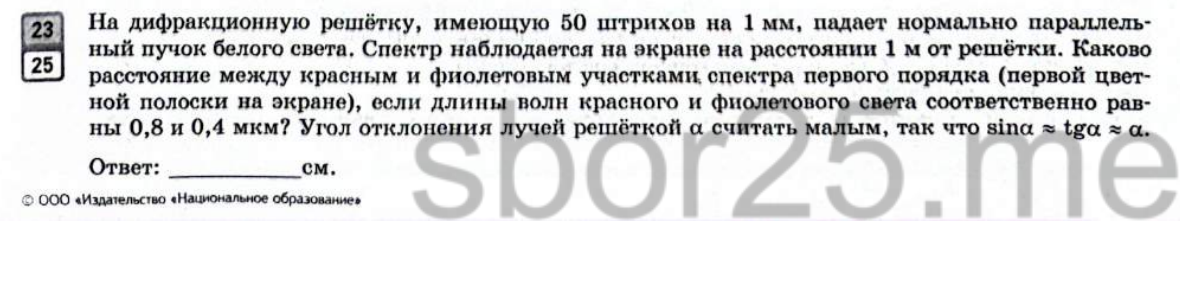 23
25
На дифракционную решётку, имеющую 50 штрихов на 1 мм, падает нормально параллель-
ный пучок белого света. Спектр наблюдается на экране на расстоянии 1 м от решётки. Каково
расстояние между красным и фиолетовым участками спектра первого порядка (первой цвет-
ной полоски на экране), если длины волн красного и фиолетового света соответственно рав-
ны 0,8 и 0,4 мкм? Угол отклонения лучей решёткой α считать малым, так что sinα ≈ tgα ≈ α.
Ответ: ____________см.
© ООО «Издательство «Национальное образование»
sbor25.me